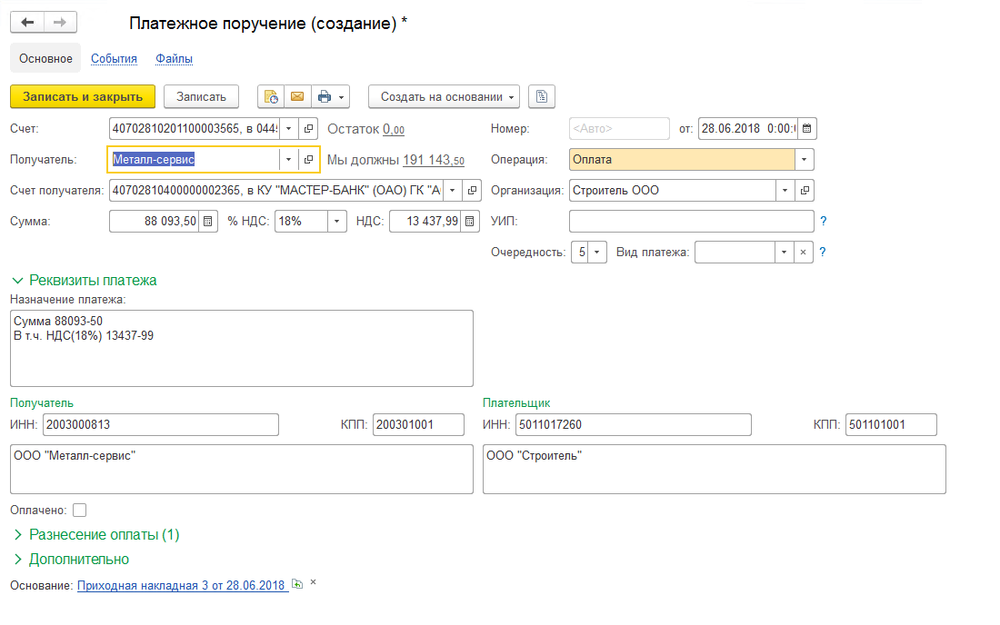 Платежное поручение (создание) *
Основное События Файлы
Записать и закрыть Записать Создать на основании
Счет: 40702810201100003565, в 044 Остаток 0,00 Номер: <Авто> от: 28.06.2018 0:00:
Получатель: Металл-сервис Мы должны 191 143,50 Операция: Оплата
Счет получателя: 40702810400000002365, в КУ "МАСТЕР-БАНК" (ОАО) ГК "А Организация: Строитель ООО
Сумма: 88 093,50 % НДС: 18% НДС: 13 437,99 УИП: ?
Очередность: 5 Вид платежа: × ?
Реквизиты платежа
Назначение платежа:
Сумма 88093-50
В т.ч. НДС(18%) 13437-99
Получатель Плательщик
ИНН: 2003000813 КПП: 200301001 ИНН: 5011017260 КПП: 501101001
ООО "Металл-сервис" ООО "Строитель"
Оплачено:
Разнесение оплаты (1)
Дополнительно
Основание: Приходная накладная 3 от 28.06.2018 ×